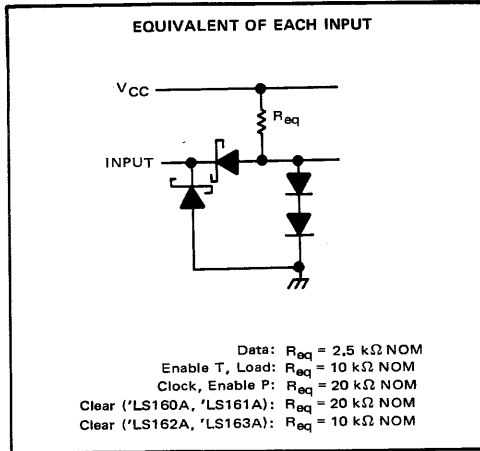 EQUIVALENT OF EACH INPUT
VCC
Req
INPUT
Data: Req = 2.5 kΩ NOM
Enable T, Load: Req = 10 kΩ NOM
Clock, Enable P: Req = 20 kΩ NOM
Clear ('LS160A, 'LS161A): Req = 20 kΩ NOM
Clear ('LS162A, 'LS163A): Req = 10 kΩ NOM